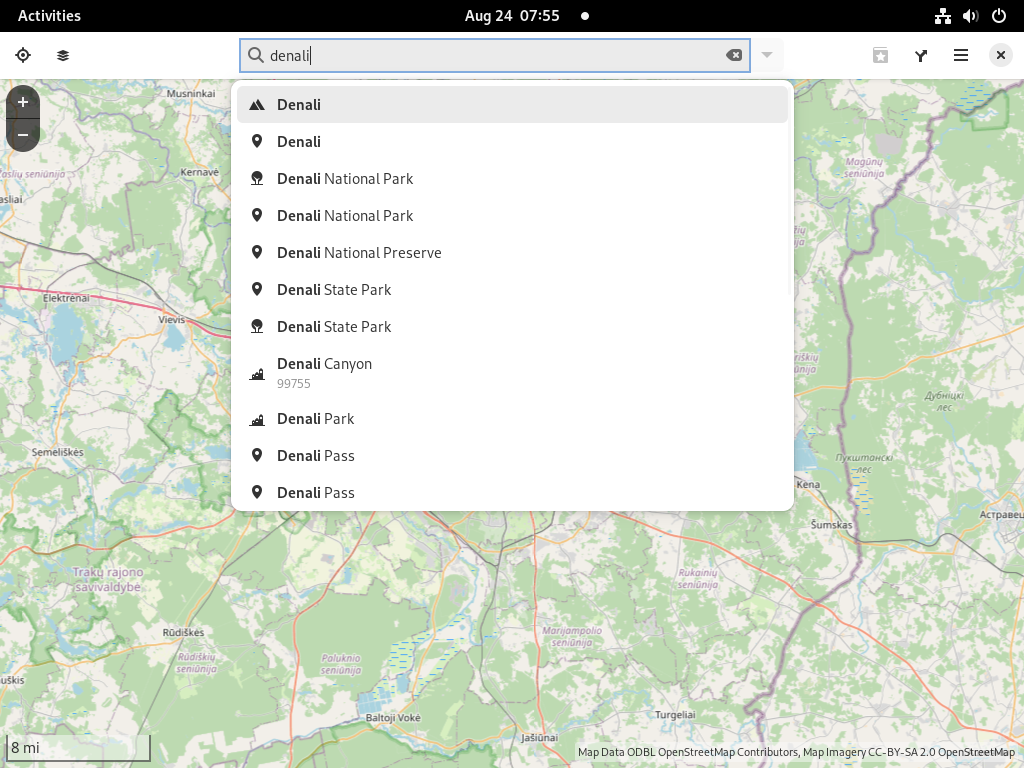 Activities
Aug 24 07:55
denali
Denali
Denali
Denali National Park
Denali National Park
Denali National Preserve
Denali State Park
Denali State Park
Denali Canyon
99755
Denali Park
Denali Pass
Denali Pass
Musninkai
Kernavė
Elektrėnai
Vievis
Semeliškės
Magūnų
seniūnija
Дубніцкі
лес
Пукштанскі
лес
Kena
Šumskas
Астравец
Trakų rajono
savivaldybė
Rukainių
seniūnija
Rūdiškės
Rūdiškių
seniūnija
Paluknio
seniūnija
Marijampolio
seniūnija
Baltoji Vokė
Turgeliai
Jašiūnai
8 mi
Map Data ODBL OpenStreetMap Contributors, Map Imagery CC-BY-SA 2.0 OpenStreetMap